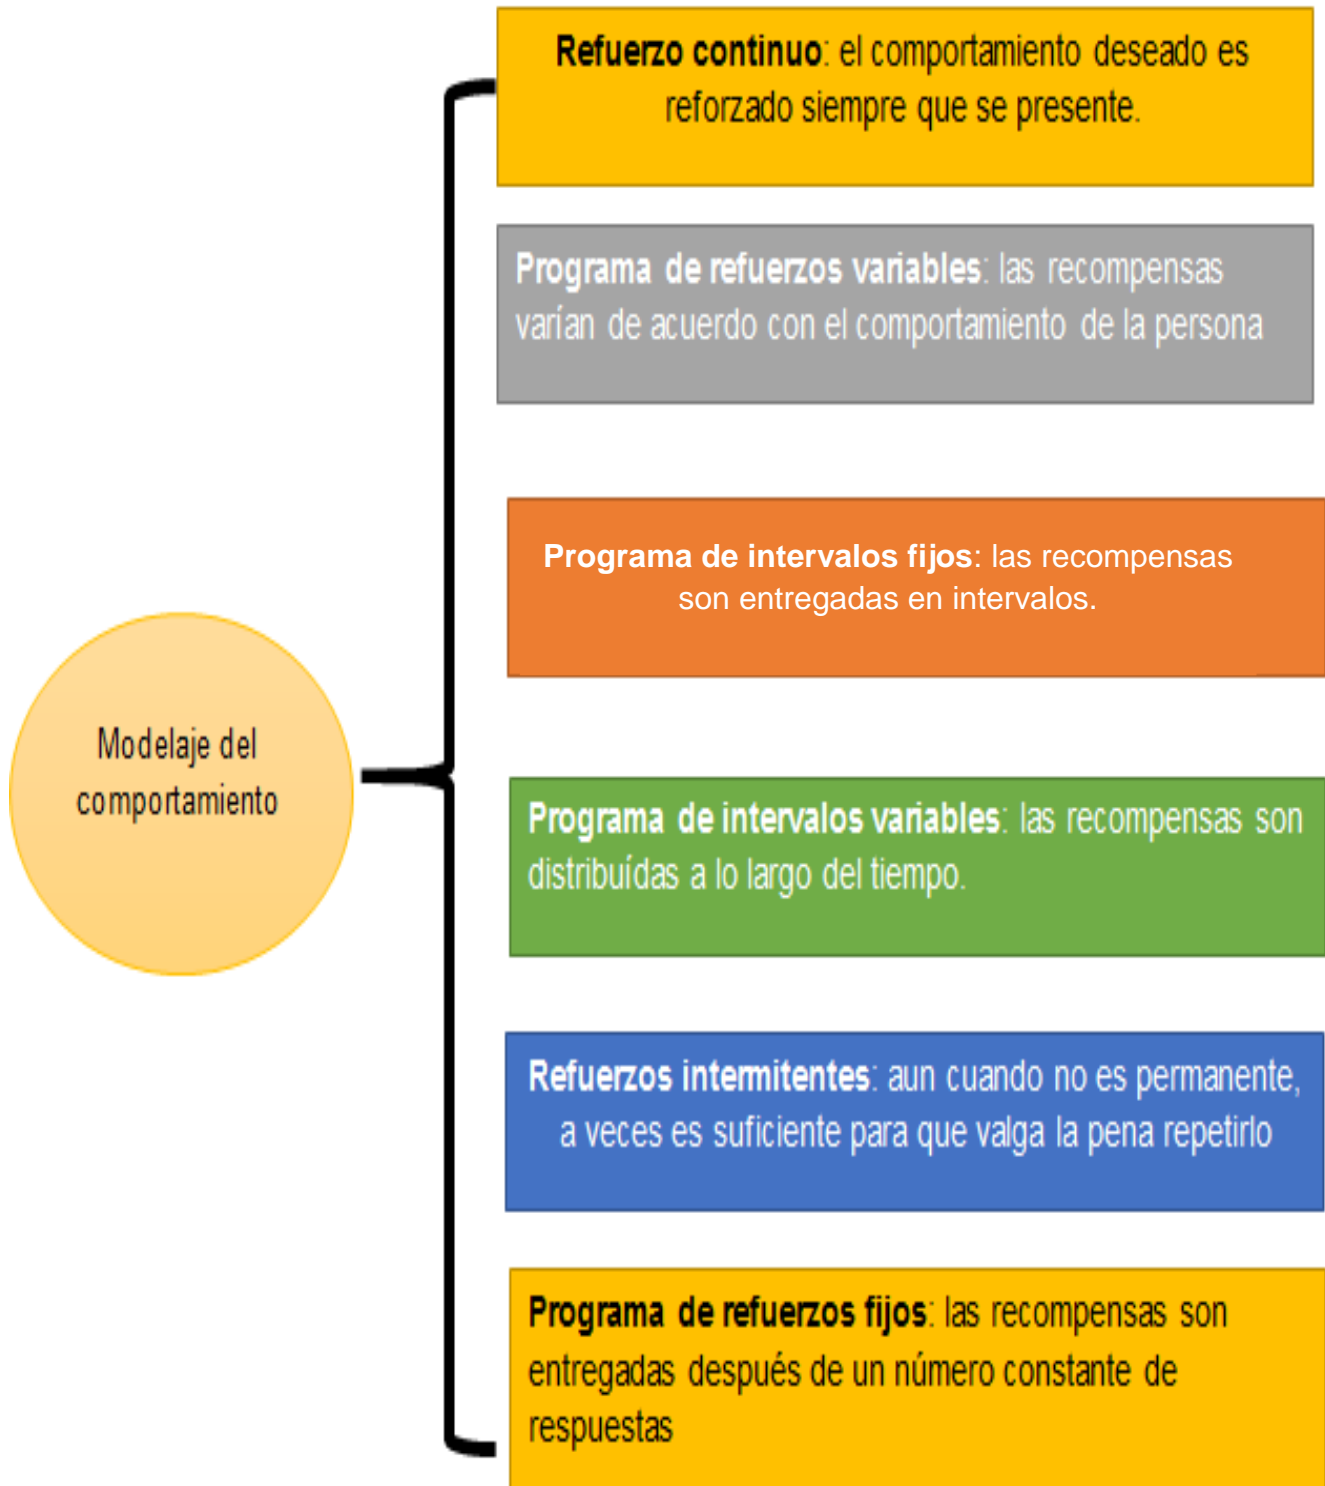 Refuerzo continuo: el comportamiento deseado es
reforzado siempre que se presente.
Programa de refuerzos variables: las recompensas
varían de acuerdo con el comportamiento de la persona
Programa de intervalos fijos: las recompensas
son entregadas en intervalos.
Modelaje del
comportamiento
Programa de intervalos variables: las recompensas son
distribuídas a lo largo del tiempo.
Refuerzos intermitentes: aun cuando no es permanente,
a veces es suficiente para que valga la pena repetirlo
Programa de refuerzos fijos: las recompensas son
entregadas después de un número constante de
respuestas